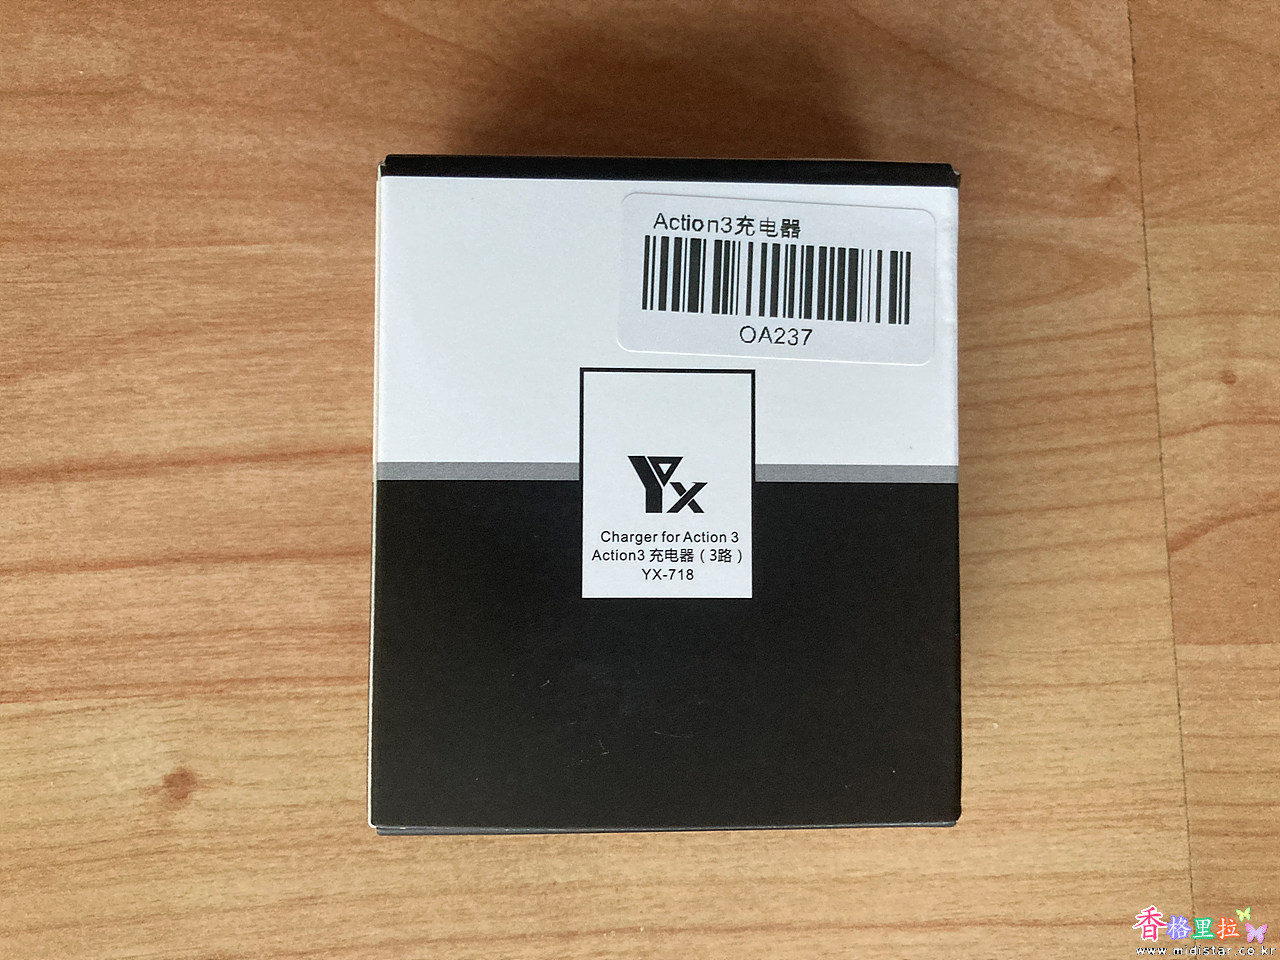 Action3充电器
OA237
Yx
Charger for Action 3
Action3 充电器（3路）
YX-718
香格里拉
www.midistar.co.kr